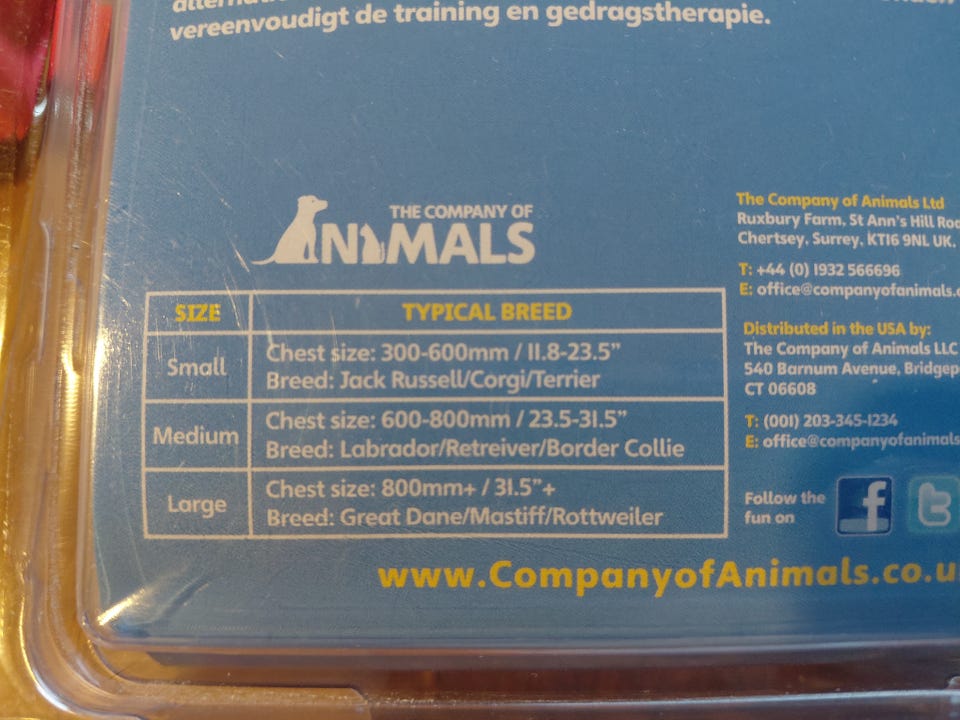 vereenvoudigt de training en gedragstherapie.
THE COMPANY OF
ANIMALS
SIZE TYPICAL BREED
Small
Chest size: 300-600mm / 11.8-23.5”
Breed: Jack Russell/Corgi/Terrier
Medium
Chest size: 600-800mm / 23.5-31.5”
Breed: Labrador/Retreiver/Border Collie
Large
Chest size: 800mm+ / 31.5”+
Breed: Great Dane/Mastiff/Rottweiler
The Company of Animals Ltd
Ruxbury Farm, St Ann's Hill
Chertsey, Surrey, KT16 9NL UK.
T: +44 (0) 1932 566696
E: office@companyofanimals.
Distributed in the USA by:
The Company of Animals LLC
540 Barnum Avenue,
CT 06608
T: (001) 203-345-1234
E: office@companyofanimals
Follow the
fun on
www.CompanyofAnimals.co.u